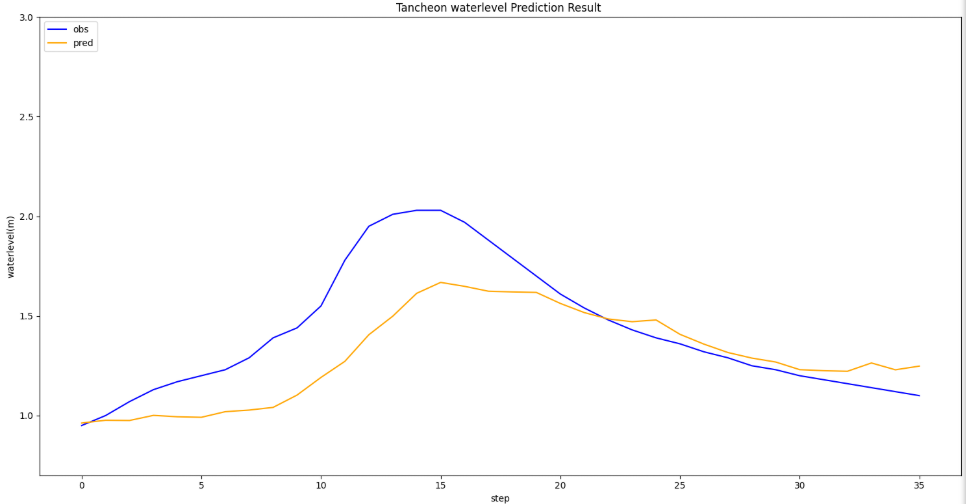 Tancheon waterlevel Prediction Result
obs
pred
3.0
2.5
2.0
1.5
1.0
waterlevel(m)
0 5 10 15 20 25 30 35
step